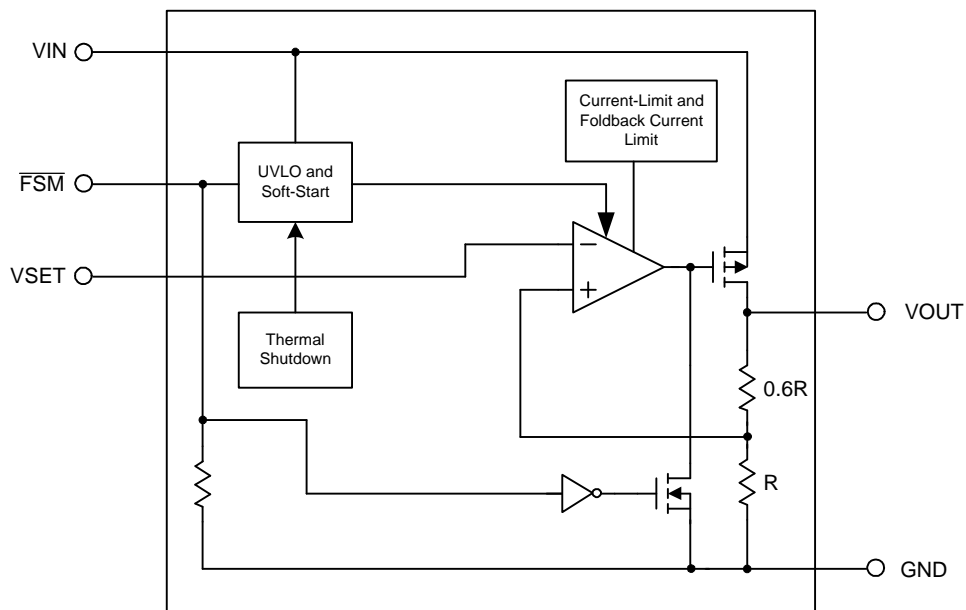 VIN
Current-Limit and
Foldback Current
Limit
FSM
UVLO and
Soft-Start
VSET
−
+
VOUT
Thermal
Shutdown
0.6R
R
GND